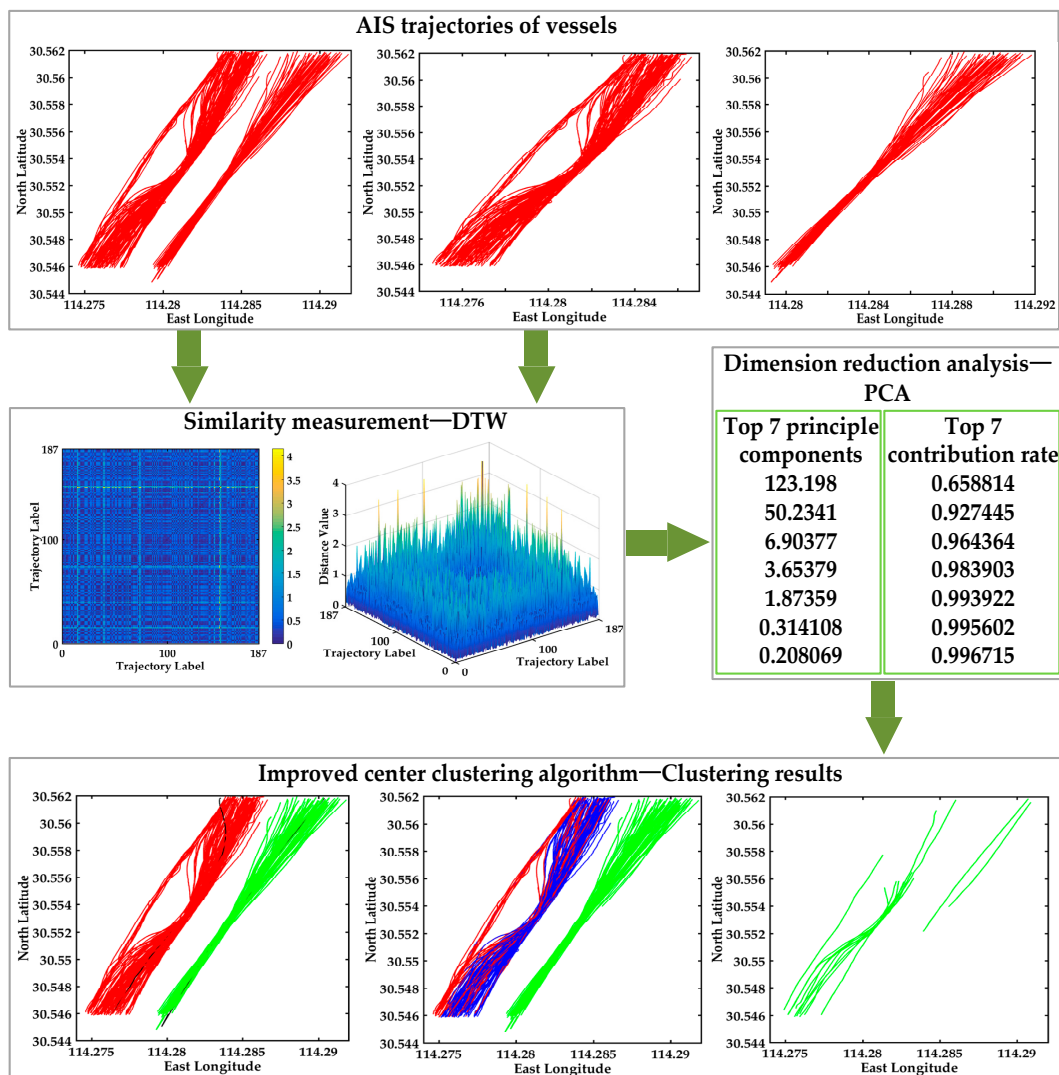 AIS trajectories of vessels
30.562
30.56
30.558
30.556
30.554
30.552
30.55
30.548
30.546
30.544
North Latitude
114.275 114.28 114.285 114.29
East Longitude
30.562
30.56
30.558
30.556
30.554
30.552
30.55
30.548
30.546
30.544
North Latitude
114.276 114.28 114.284
East Longitude
30.562
30.56
30.558
30.556
30.554
30.552
30.55
30.548
30.546
30.544
North Latitude
114.28 114.284 114.288 114.292
East Longitude
Similarity measurement—DTW
187
100
0
Trajectory Label
0 100 187
Trajectory Label
4
3.5
3
2.5
2
1.5
1
0.5
0
4
3
2
1
0
Distance Value
187
100
0
Trajectory Label
0
100
187
Trajectory Label
Dimension reduction analysis—
PCA
Top 7 principle
components
123.198
50.2341
6.90377
3.65379
1.87359
0.314108
0.208069
Top 7
contribution rate
0.658814
0.927445
0.964364
0.983903
0.993922
0.995602
0.996715
Improved center clustering algorithm—Clustering results
30.562
30.56
30.558
30.556
30.554
30.552
30.55
30.548
30.546
30.544
North Latitude
114.275 114.28 114.285 114.29
East Longitude
30.562
30.56
30.558
30.556
30.554
30.552
30.55
30.548
30.546
30.544
North Latitude
114.275 114.28 114.285 114.29
East Longitude
30.562
30.56
30.558
30.556
30.554
30.552
30.55
30.548
30.546
30.544
North Latitude
114.275 114.28 114.285 114.29
East Longitude